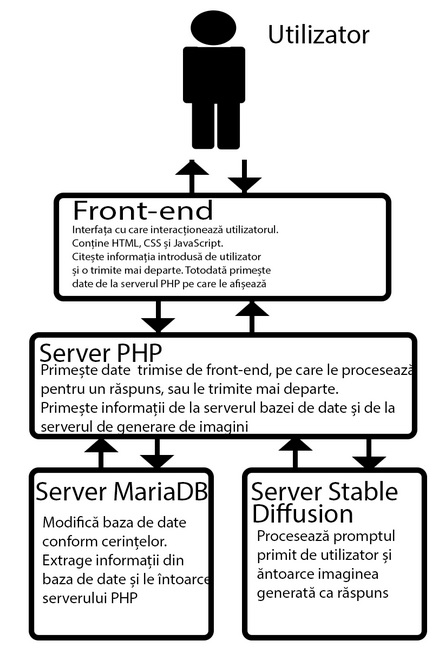 Utilizator
Front-end
Interfața cu care interacționează utilizatorul.
Conține HTML, CSS și JavaScript.
Citește informația introdusă de utilizator
și o trimite mai departe. Totodată primește
date de la serverul PHP pe care le afișează
Server PHP
Primește date trimise de front-end, pe care le procesează
pentru un răspuns, sau le trimite mai departe.
Primește informații de la serverul bazei de date și de la
serverul de generare de imagini
Server MariaDB
Modifică baza de date
conform cerințelor.
Extrage informații din
baza de date și le întoarce
serverului PHP
Server Stable
Diffusion
Procesează promptul
primit de utilizator și
ăntoarce imaginea
generată ca răspuns